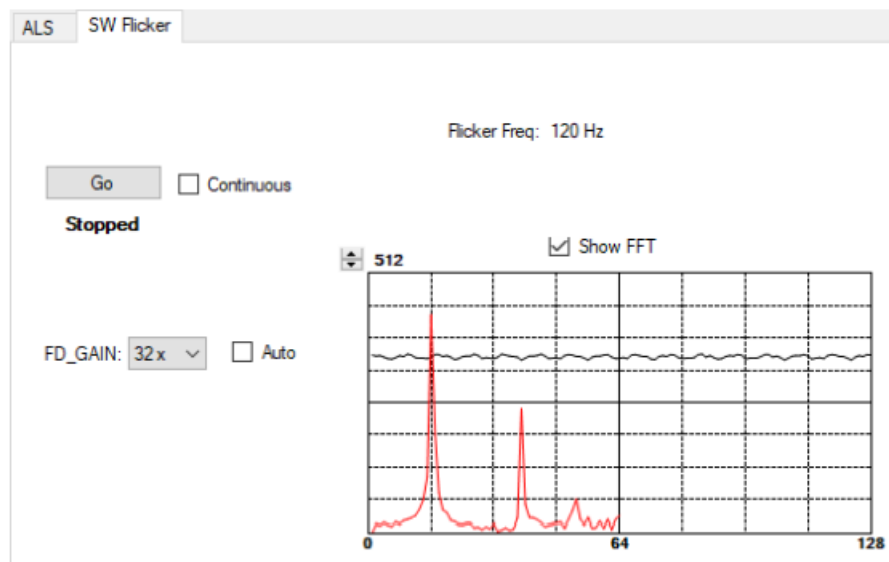 ALS SW Flicker
Flicker Freq: 120 Hz
Go Continuous
Stopped
Show FFT
512
FD_GAIN: 32 x Auto
0 64 128